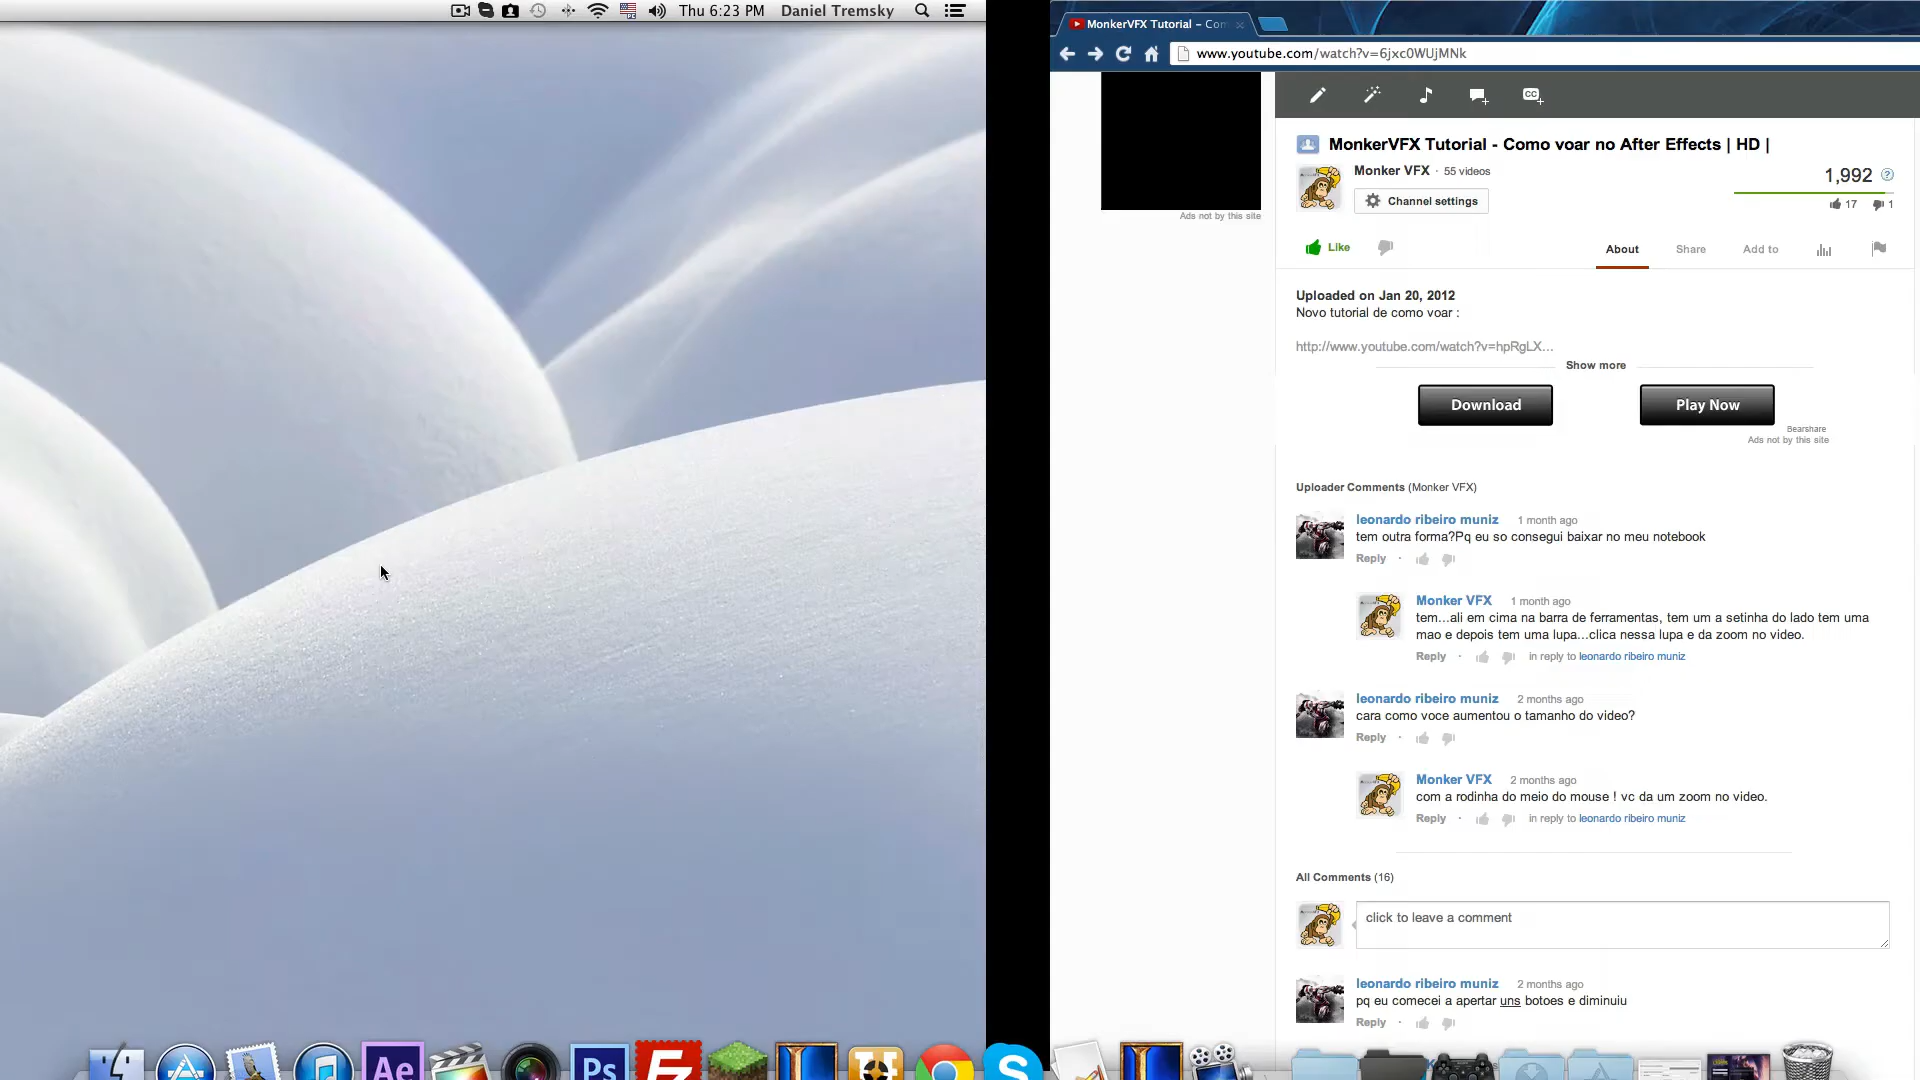 Thu 6:23 PM Daniel Tremsky
MonkerVFX Tutorial – Com
www.youtube.com/watch?v=6jxc0WUjMNk
CC
MonkerVFX Tutorial - Como voar no After Effects | HD |
Monker VFX · 55 videos
1,992
Channel settings
17 1
Ads not by this site
Like
About Share Add to
Uploaded on Jan 20, 2012
Novo tutorial de como voar :
http://www.youtube.com/watch?v=hpRgLX...
Show more
Download Play Now
Bearshare
Ads not by this site
Uploader Comments (Monker VFX)
leonardo ribeiro muniz 1 month ago
tem outra forma?Pq eu so consegui baixar no meu notebook
Reply ·
Monker VFX 1 month ago
tem...ali em cima na barra de ferramentas, tem um a setinha do lado tem uma
mao e depois tem uma lupa...clica nessa lupa e da zoom no video.
Reply · in reply to leonardo ribeiro muniz
leonardo ribeiro muniz 2 months ago
cara como voce aumentou o tamanho do video?
Reply ·
Monker VFX 2 months ago
com a rodinha do meio do mouse ! vc da um zoom no video.
Reply · in reply to leonardo ribeiro muniz
All Comments (16)
click to leave a comment
leonardo ribeiro muniz 2 months ago
pq eu comecei a apertar uns botoes e diminuiu
Reply ·
Ae Ps Fz S